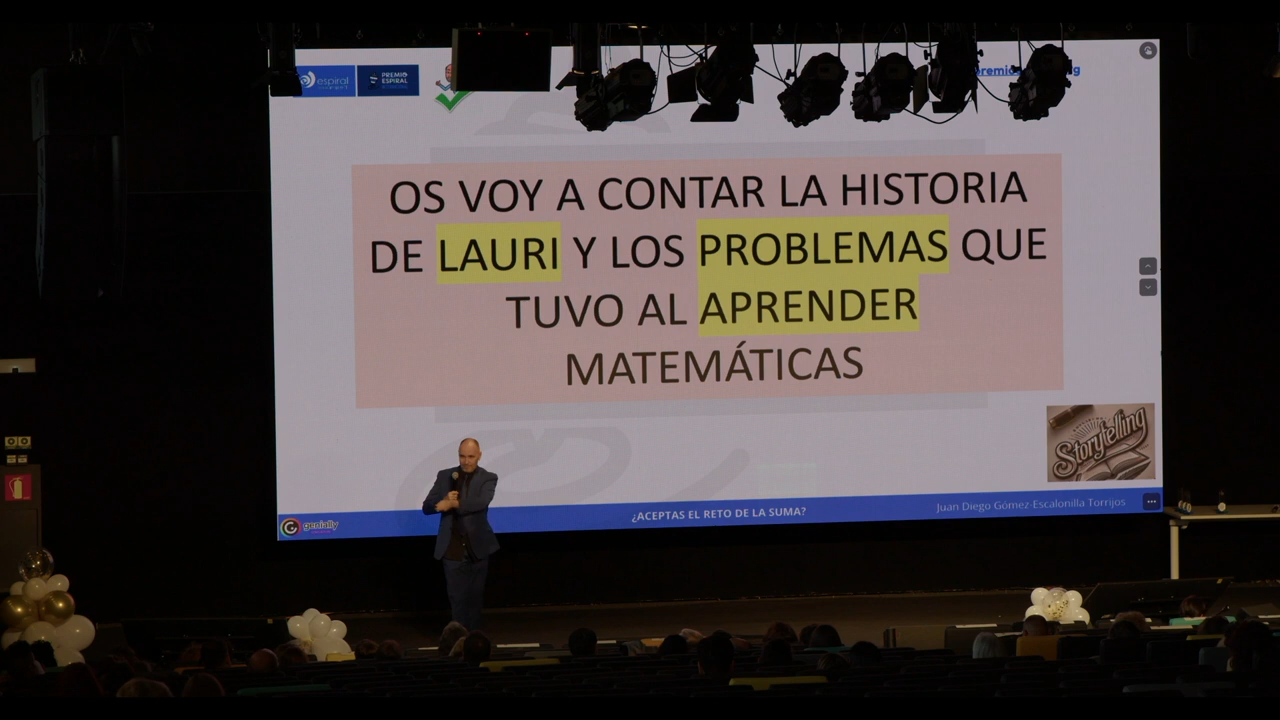 espiral
PREMIO
ESPIRAL
OS VOY A CONTAR LA HISTORIA
DE LAURI Y LOS PROBLEMAS QUE
TUVO AL APRENDER
MATEMÁTICAS
Storytelling
genially
¿ACEPTAS EL RETO DE LA SUMA?
Juan Diego Gómez-Escalonilla Torrijos